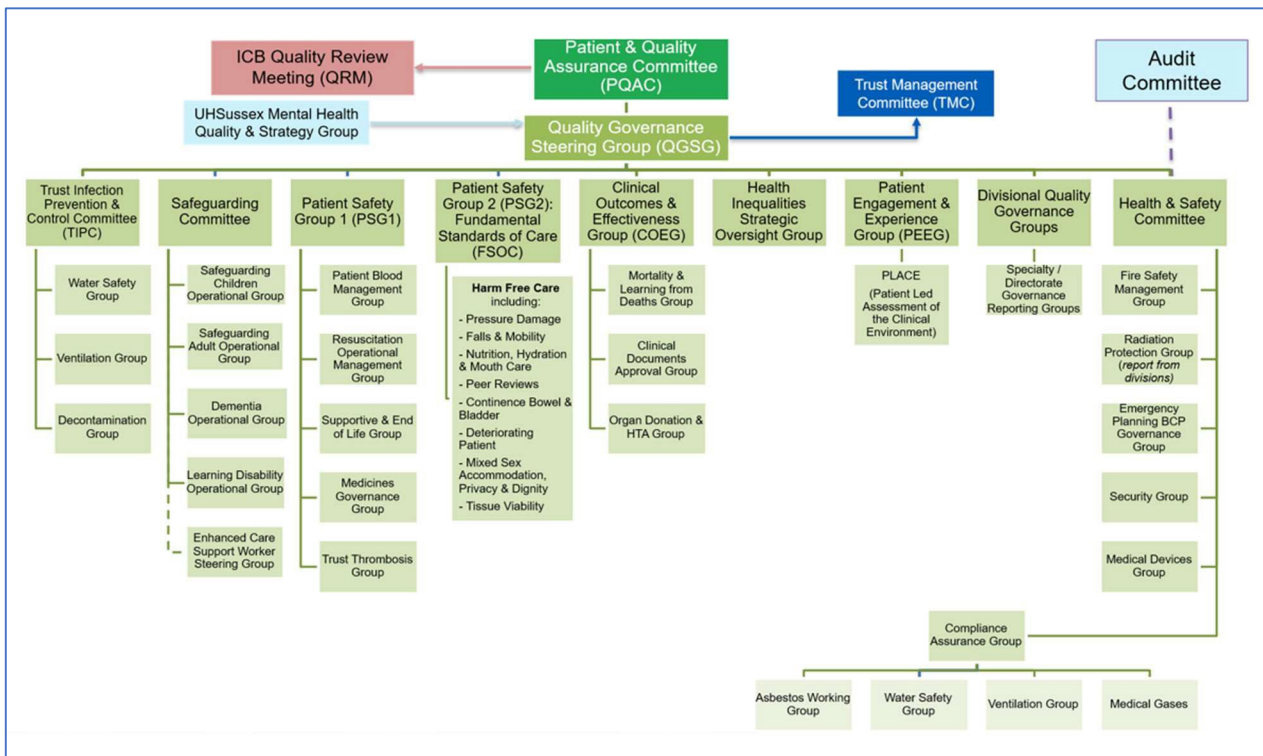 ICB Quality Review
Meeting (QRM)
Patient & Quality
Assurance Committee
(PQAC)
Audit
Committee
UHSussex Mental Health
Quality & Strategy Group
Trust Management
Committee (TMC)
Quality Governance
Steering Group (QGSG)
Trust Infection
Prevention &
Control Committee
(TIPC)
Water Safety
Group
Ventilation Group
Decontamination
Group
Safeguarding
Committee
Safeguarding
Children
Operational Group
Safeguarding
Adult Operational
Group
Dementia
Operational Group
Learning Disability
Operational Group
Enhanced Care
Support Worker
Steering Group
Patient Safety
Group 1 (PSG1)
Patient Blood
Management
Group
Resuscitation
Operational
Management
Group
Supportive & End
of Life Group
Medicines
Governance
Group
Trust Thrombosis
Group
Patient Safety
Group 2 (PSG2):
Fundamental
Standards of Care
(FSOC)
Harm Free Care
including:
- Pressure Damage
- Falls & Mobility
- Nutrition, Hydration
& Mouth Care
- Peer Reviews
- Continence Bowel &
Bladder
- Deteriorating
Patient
- Mixed Sex
Accommodation,
Privacy & Dignity
- Tissue Viability
Clinical
Outcomes &
Effectiveness
Group (COEG)
Mortality &
Learning from
Deaths Group
Clinical
Documents
Approval Group
Organ Donation &
HTA Group
Health
Inequalities
Strategic
Oversight Group
Patient
Engagement &
Experience
Group (PEEG)
PLACE
(Patient Led
Assessment of
the Clinical
Environment)
Divisional Quality
Governance
Groups
Specialty /
Directorate
Governance
Reporting Groups
Health & Safety
Committee
Fire Safety
Management
Group
Radiation
Protection Group
(report from
divisions)
Emergency
Planning BCP
Governance
Group
Security Group
Medical Devices
Group
Compliance
Assurance Group
Asbestos Working
Group
Water Safety
Group
Ventilation Group
Medical Gases